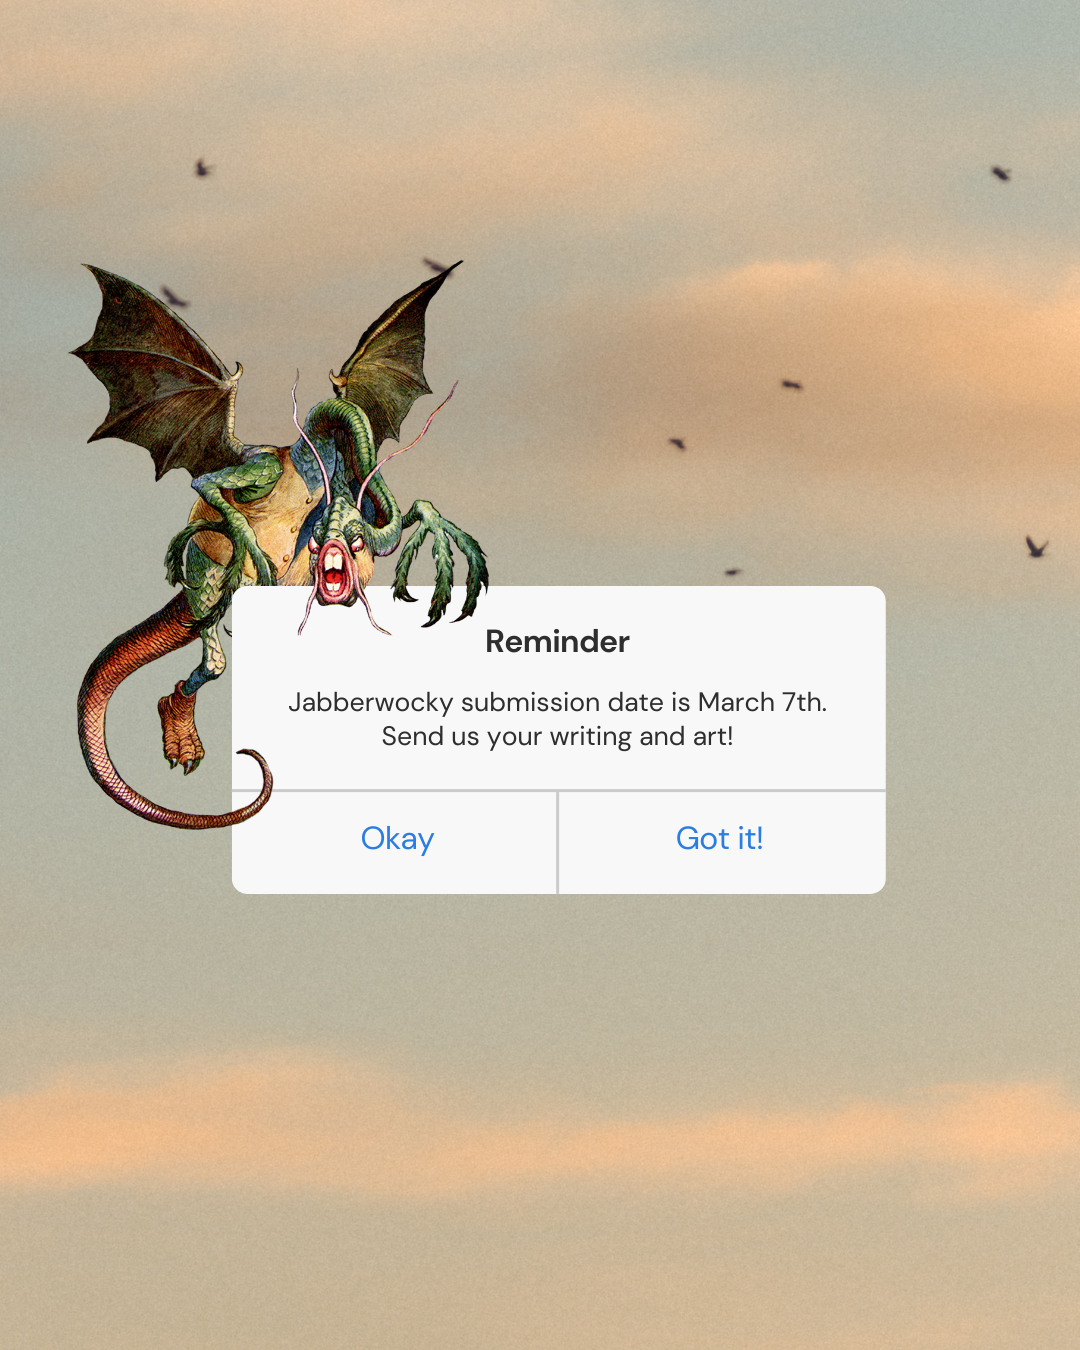 Reminder
Jabberwocky submission date is March 7th.
Send us your writing and art!
Okay
Got it!